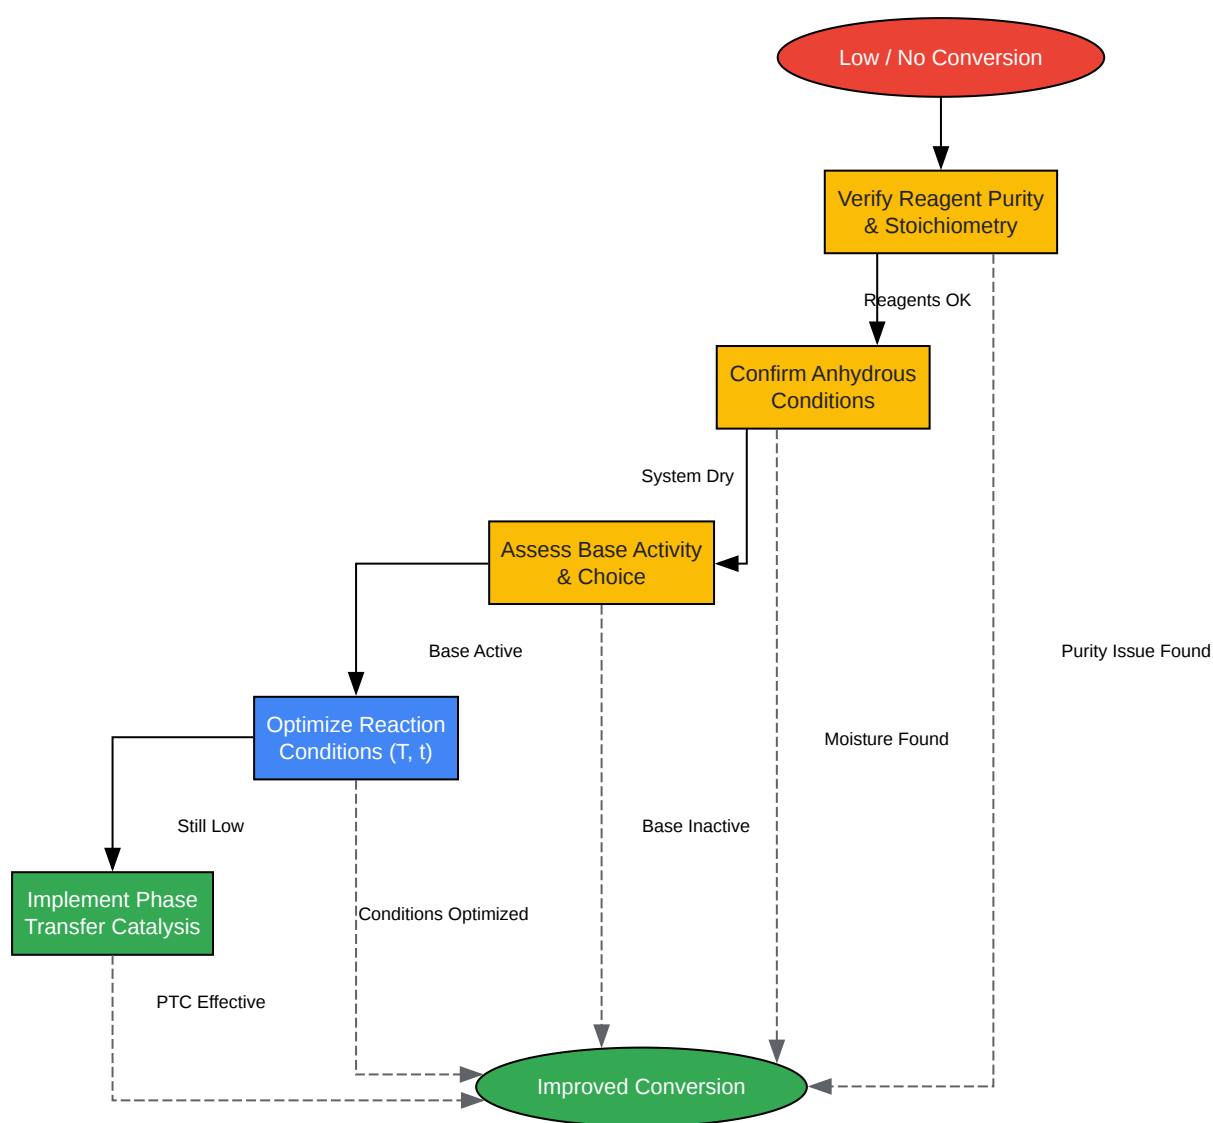 Low / No Conversion
Verify Reagent Purity
& Stoichiometry
Reagents OK
Confirm Anhydrous
Conditions
System Dry
Assess Base Activity
& Choice
Base Active
Purity Issue Found
Optimize Reaction
Conditions (T, t)
Moisture Found
Still Low
Base Inactive
Implement Phase
Transfer Catalysis
Conditions Optimized
PTC Effective
Improved Conversion